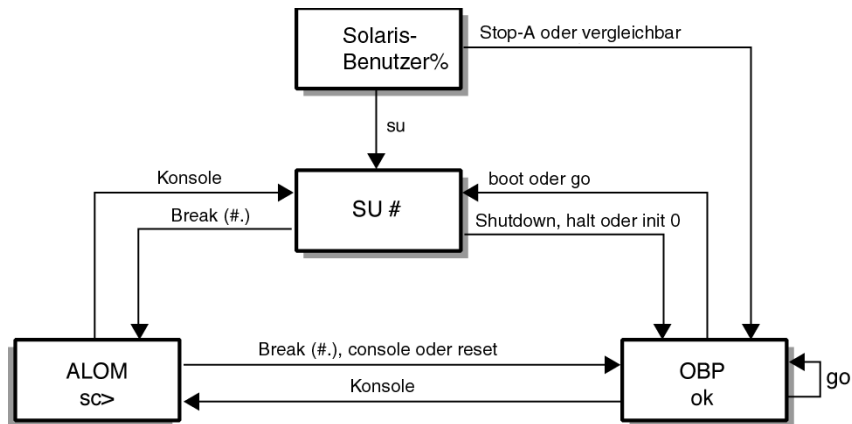 Solaris-
Benutzer%
Stop-A oder vergleichbar
su
Konsole
boot oder go
SU #
Break (#.)
Shutdown, halt oder init 0
ALOM
sc>
Break (#.), console oder reset
Konsole
OBP
ok
go